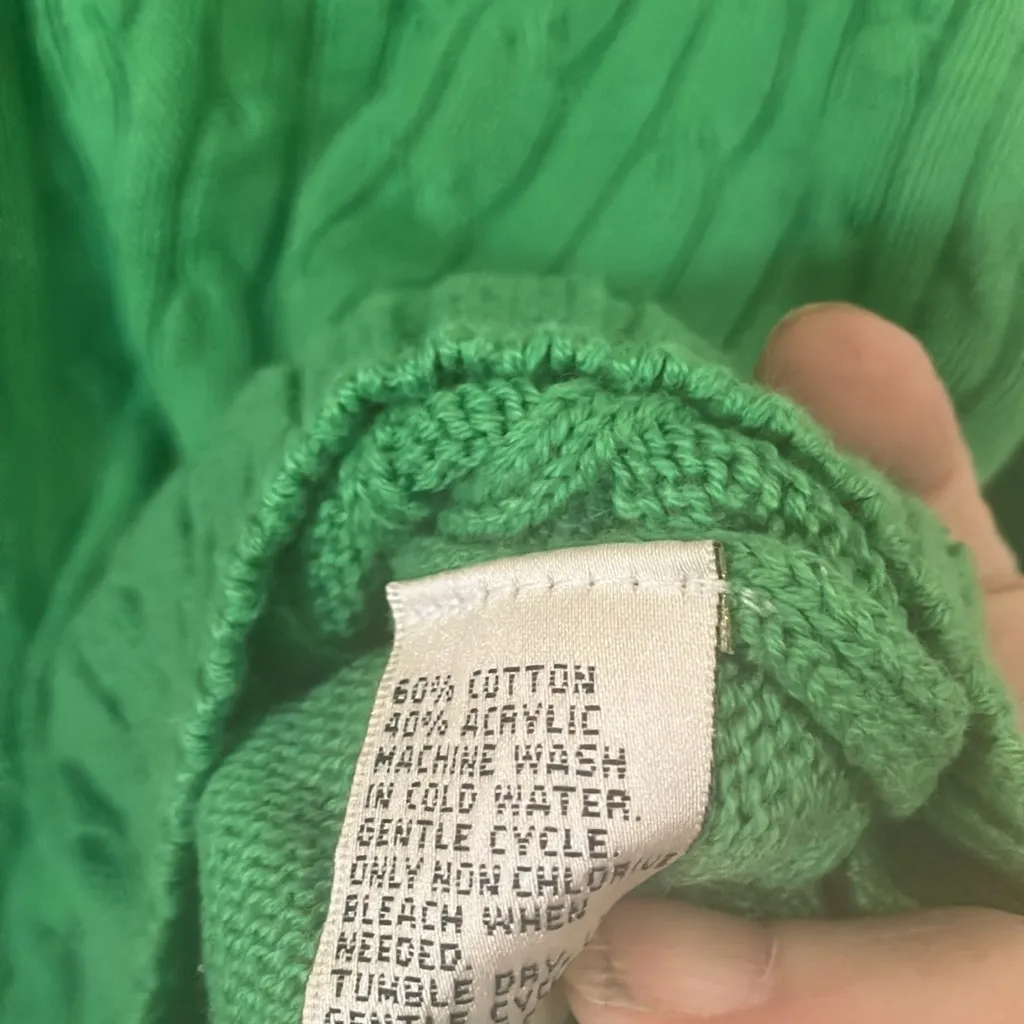 60% COTTON
40% ACRYLIC
MACHINE WASH
IN COLD WATER.
GENTLE CYCLE.
ONLY NON CHLORINE
BLEACH WHEN
NEEDED.
TUMBLE DRY
GENTLE